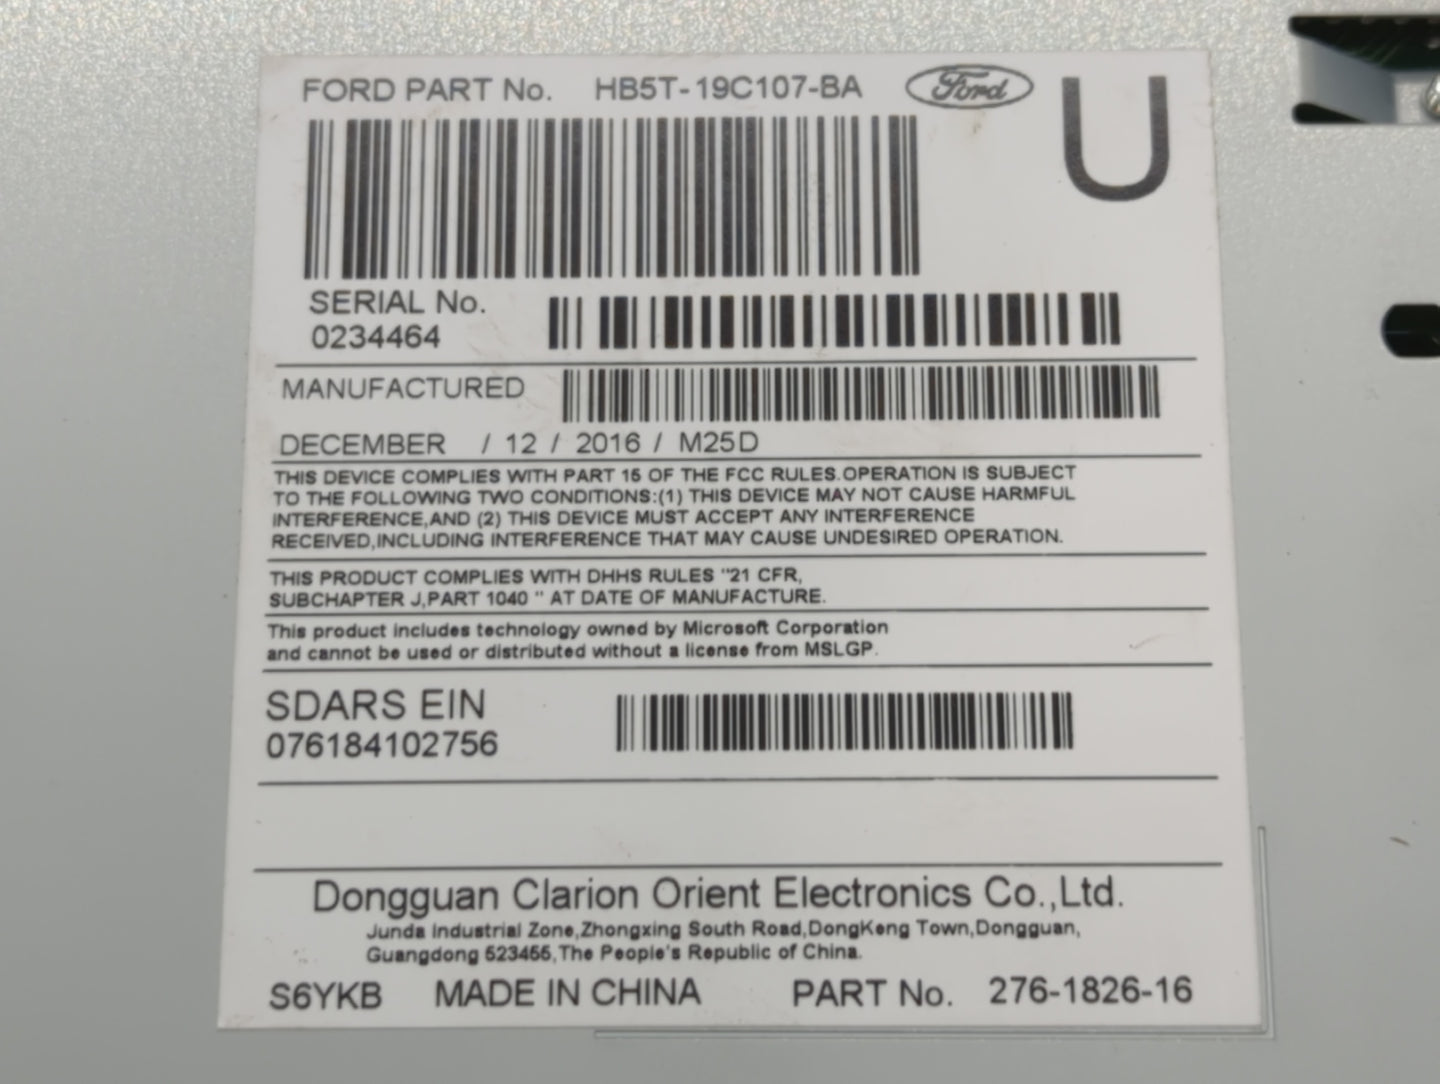 FORD PART No. HB5T-19C107-BA Ford U
SERIAL No.
0234464
MANUFACTURED
DECEMBER / 12 / 2016 / M25D
THIS DEVICE COMPLIES WITH PART 15 OF THE FCC RULES.OPERATION IS SUBJECT
TO THE FOLLOWING TWO CONDITIONS:(1) THIS DEVICE MAY NOT CAUSE HARMFUL
INTERFERENCE,AND (2) THIS DEVICE MUST ACCEPT ANY INTERFERENCE
RECEIVED,INCLUDING INTERFERENCE THAT MAY CAUSE UNDESIRED OPERATION.
THIS PRODUCT COMPLIES WITH DHHS RULES "21 CFR,
SUBCHAPTER J,PART 1040 " AT DATE OF MANUFACTURE.
This product includes technology owned by Microsoft Corporation
and cannot be used or distributed without a license from MSLGP.
SDARS EIN
076184102756
Dongguan Clarion Orient Electronics Co.,Ltd.
Junda Industrial Zone,Zhongxing South Road,DongKeng Town,Dongguan,
Guangdong 523455,The People's Republic of China.
S6YKB MADE IN CHINA PART No. 276-1826-16